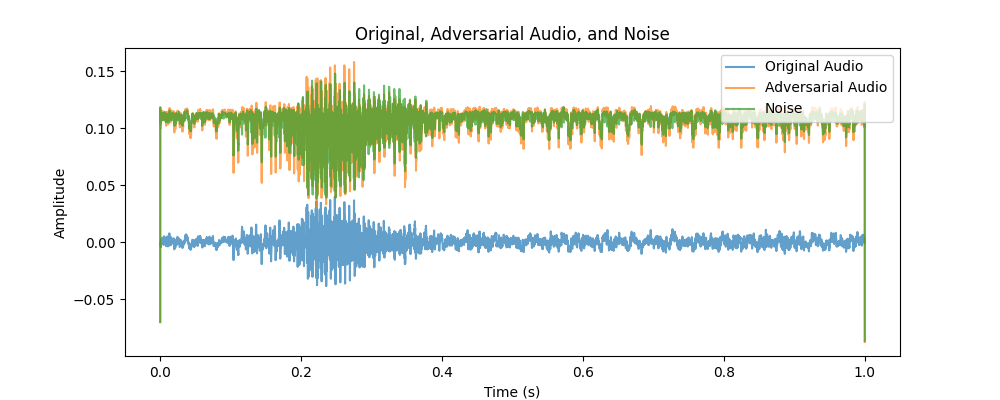 Original, Adversarial Audio, and Noise
Original Audio
Adversarial Audio
Noise
Amplitude
0.15
0.10
0.05
0.00
−0.05
0.0
0.2
0.4
0.6
0.8
1.0
Time (s)